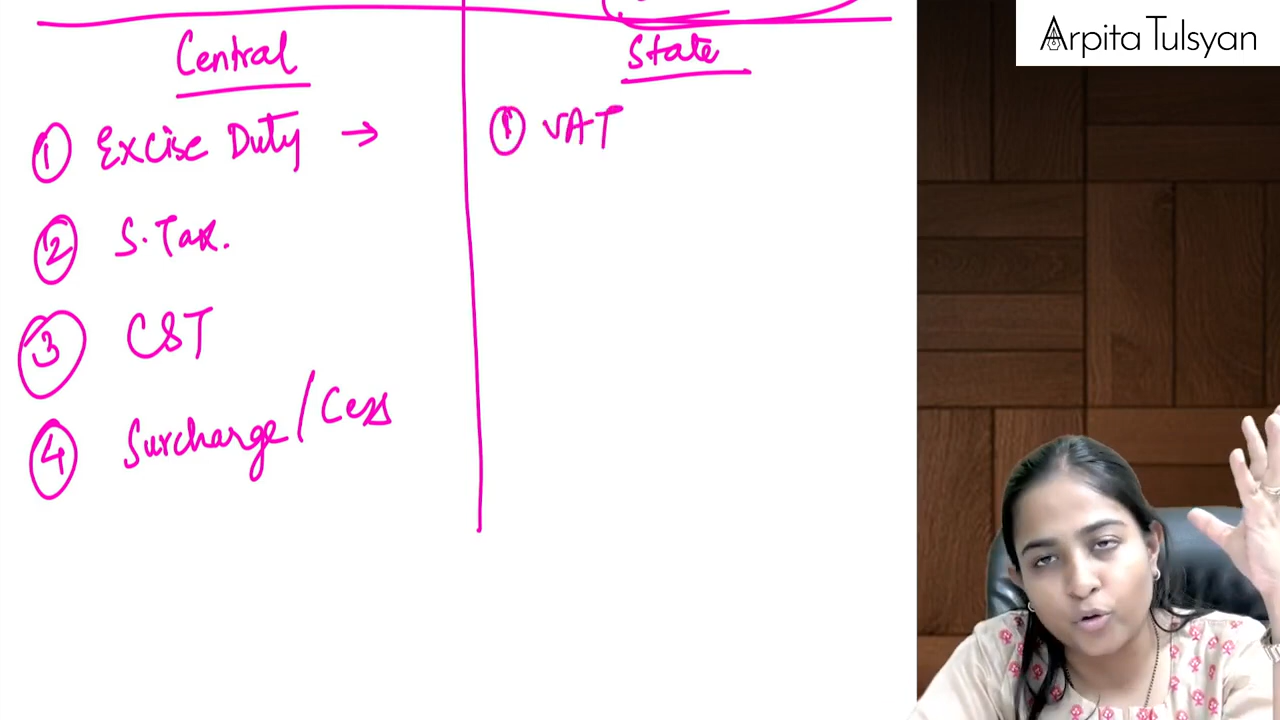 Arpita Tulsyan
Central
① Excise Duty →
② S. Tax.
③ CST
④ Surcharge / Cess
State
① VAT